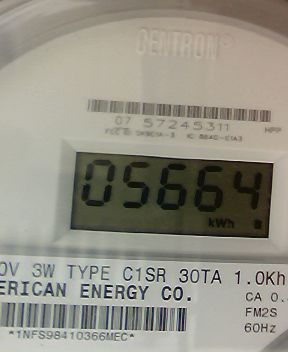 CENTRON®
07 57245311 HPP
05664
kWh
0V 3W TYPE C1SR 30TA 1.0Kh
ERICAN ENERGY CO.
CA 0.
FM2S
60Hz
*1NFS98410366MEC*